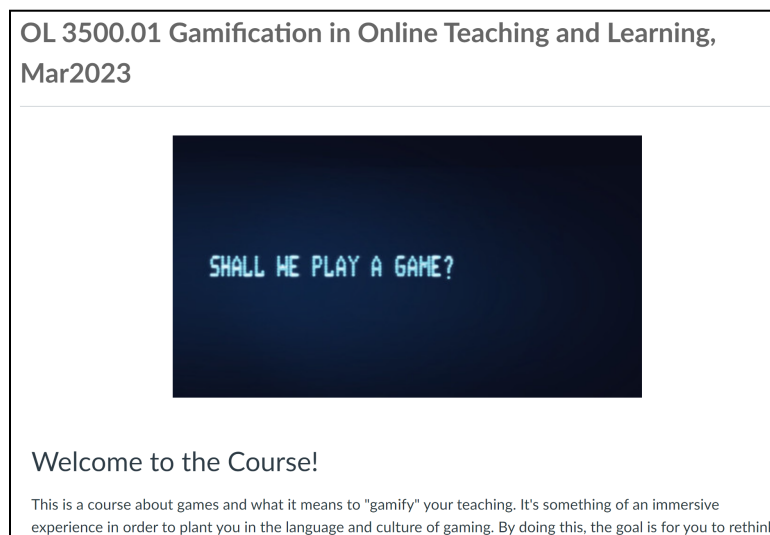 OL 3500.01 Gamification in Online Teaching and Learning,
Mar2023
SHALL WE PLAY A GAME?
Welcome to the Course!
This is a course about games and what it means to "gamify" your teaching. It's something of an immersive
experience in order to plant you in the language and culture of gaming. By doing this, the goal is for you to rethink